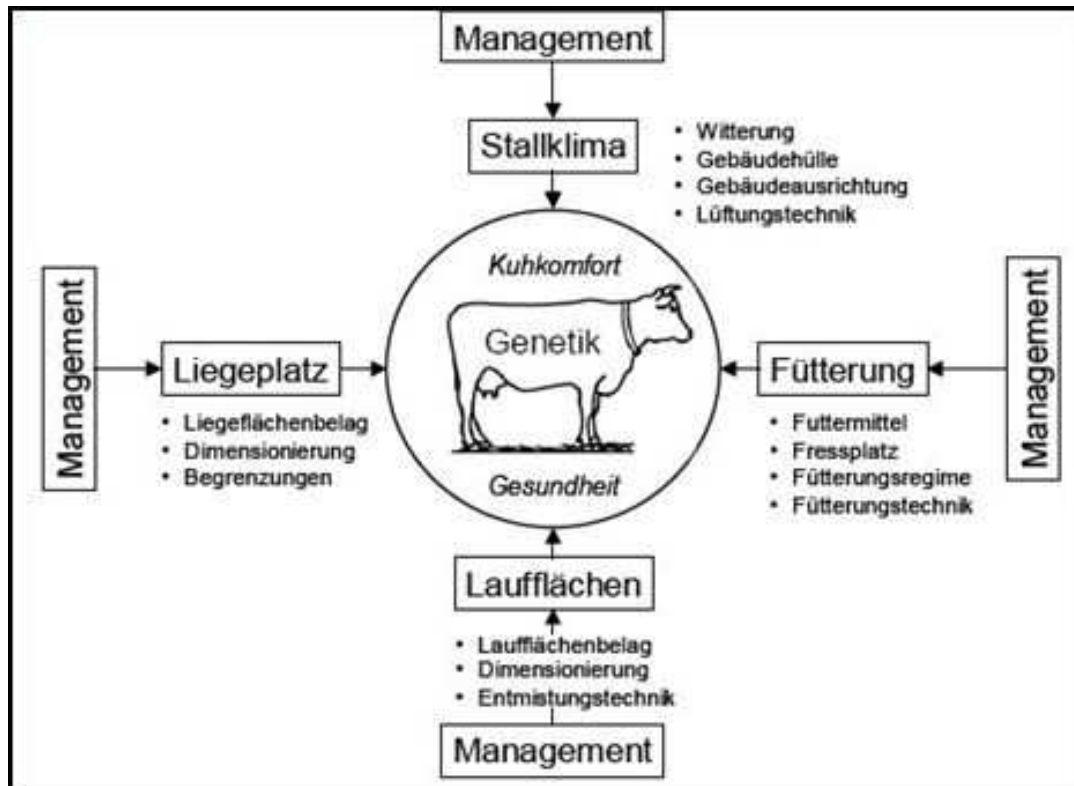 Management
Stallklima
• Witterung
• Gebäudehülle
• Gebäudeausrichtung
• Lüftungstechnik
Kuhkomfort
Genetik
Gesundheit
Management
Liegeplatz
• Liegeflächenbelag
• Dimensionierung
• Begrenzungen
Fütterung
• Futtermittel
• Fressplatz
• Fütterungsregime
• Fütterungstechnik
Management
Laufflächen
• Laufflächenbelag
• Dimensionierung
• Entmistungstechnik
Management